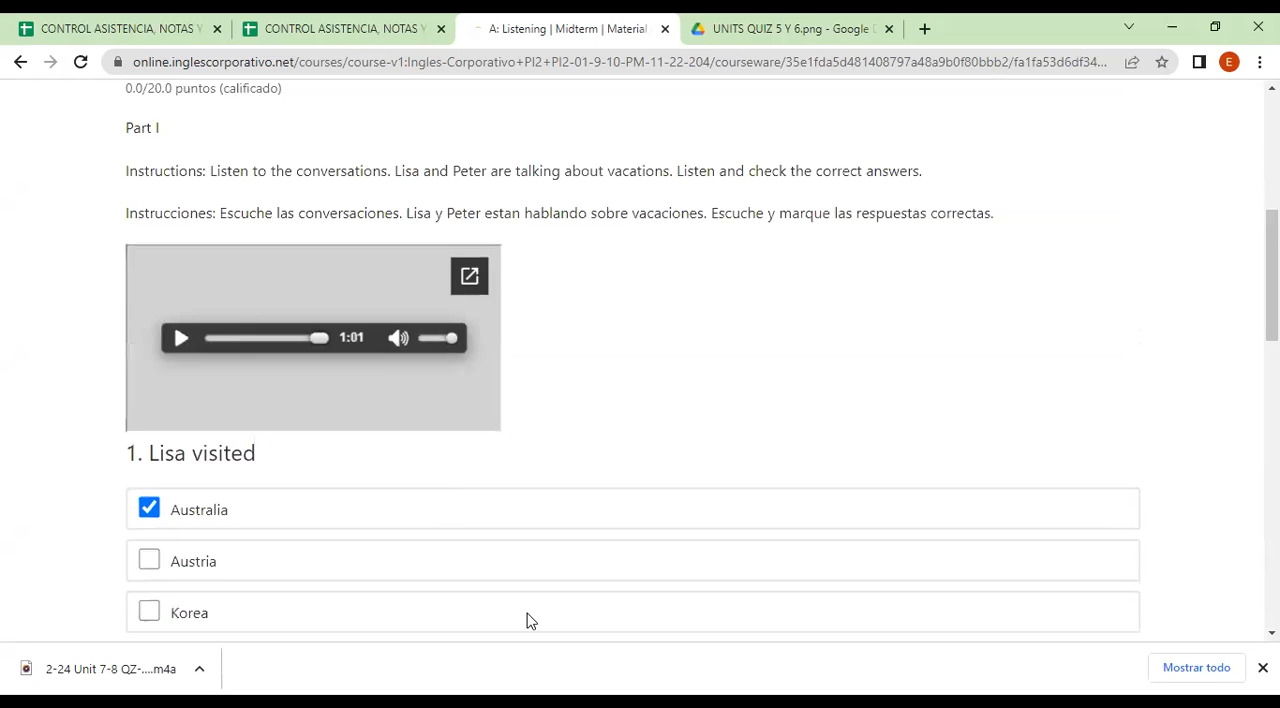 CONTROL ASISTENCIA, NOTAS Y
CONTROL ASISTENCIA, NOTAS Y
A: Listening | Midterm | Material
UNITS QUIZ 5 Y 6.png - Google
online.inglescorporativo.net/courses/course-v1:Ingles-Corporativo+PI2+PI2-01-9-10-PM-11-22-204/courseware/35e1fda5d481408797a48a9b0f80bbb2/fa1fa53d6df34...
E
0.0/20.0 puntos (calificado)
Part I
Instructions: Listen to the conversations. Lisa and Peter are talking about vacations. Listen and check the correct answers.
Instrucciones: Escuche las conversaciones. Lisa y Peter estan hablando sobre vacaciones. Escuche y marque las respuestas correctas.
1:01
1. Lisa visited
Australia
Austria
Korea
2-24 Unit 7-8 QZ-....m4a
Mostrar todo